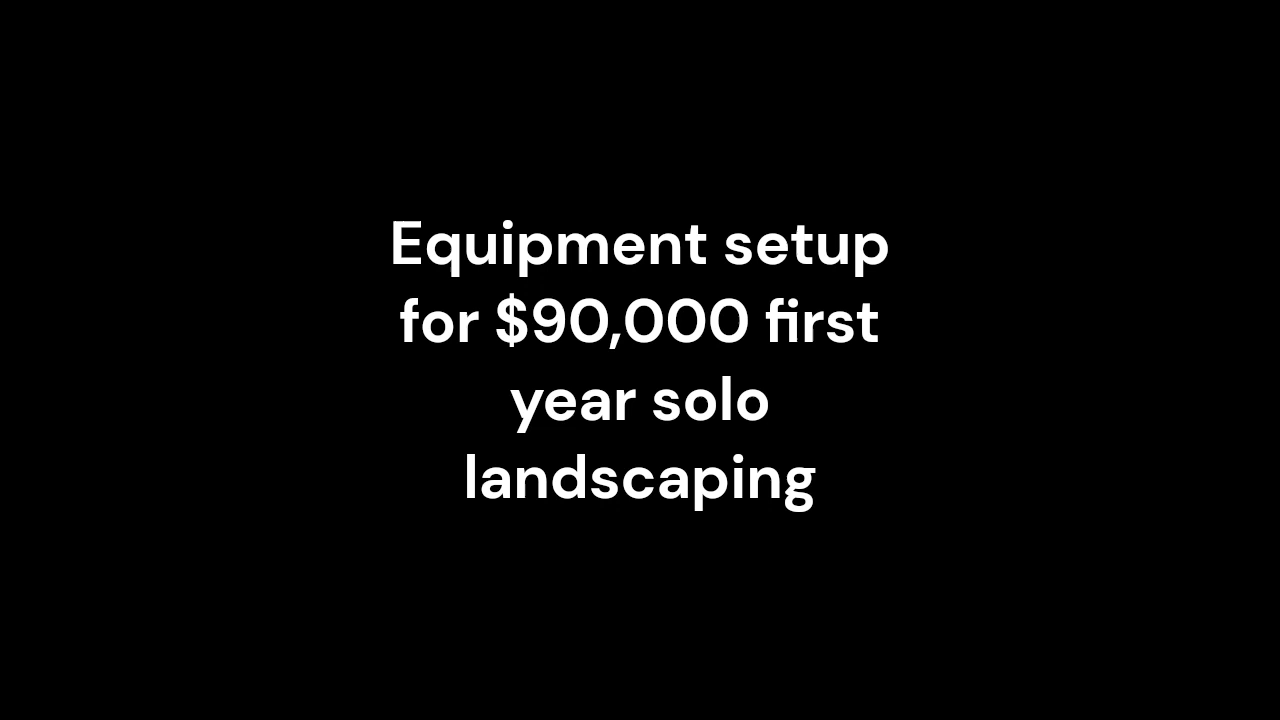 Equipment setup
for $90,000 first
year solo
landscaping